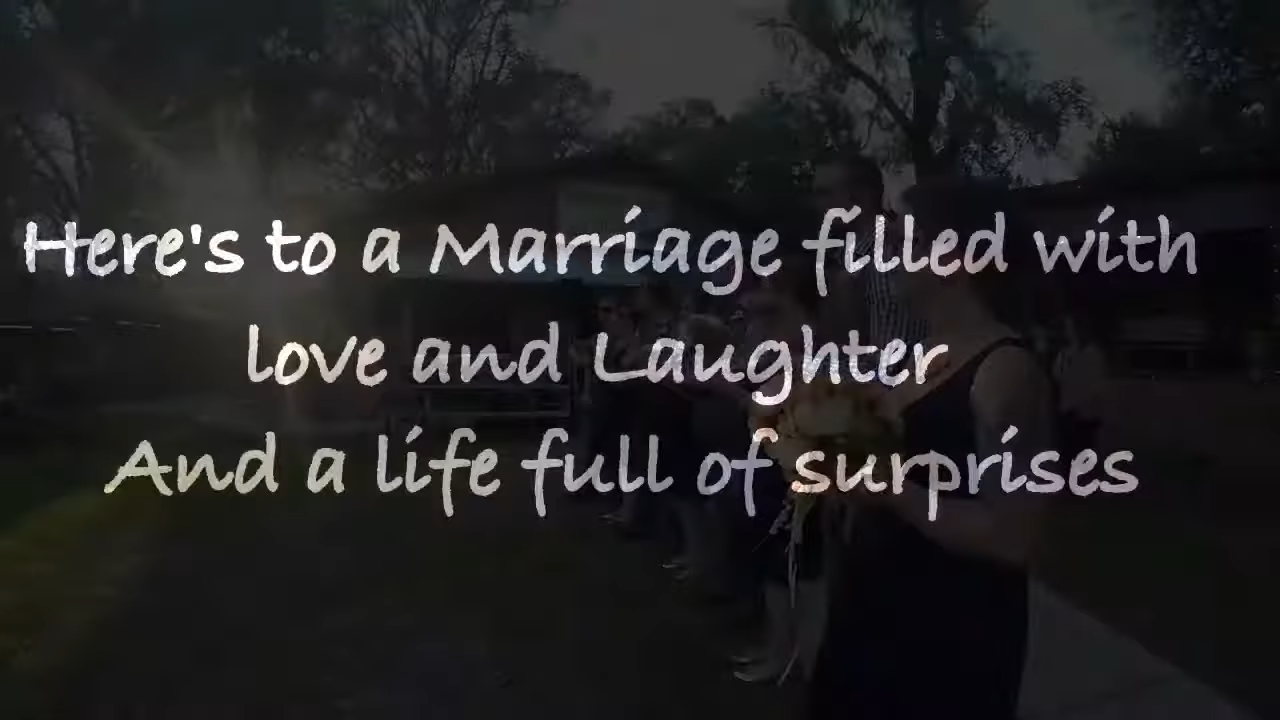 Here's to a Marriage filled with
love and Laughter
And a life full of surprises